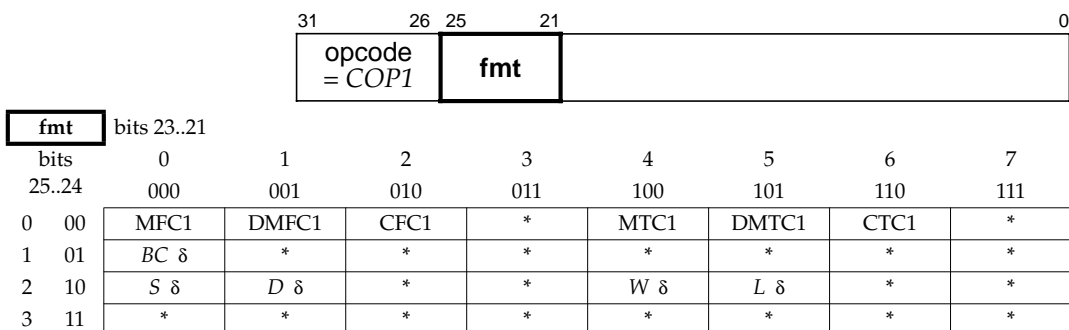 31 26 25 21 0
opcode
= COP1
fmt
fmt bits 23..21
bits 0 1 2 3 4 5 6 7
25..24 000 001 010 011 100 101 110 111
0 00 MFC1 DMFC1 CFC1 * MTC1 DMTC1 CTC1 *
1 01 BC δ * * * * * * *
2 10 S δ D δ * * W δ L δ * *
3 11 * * * * * * * *